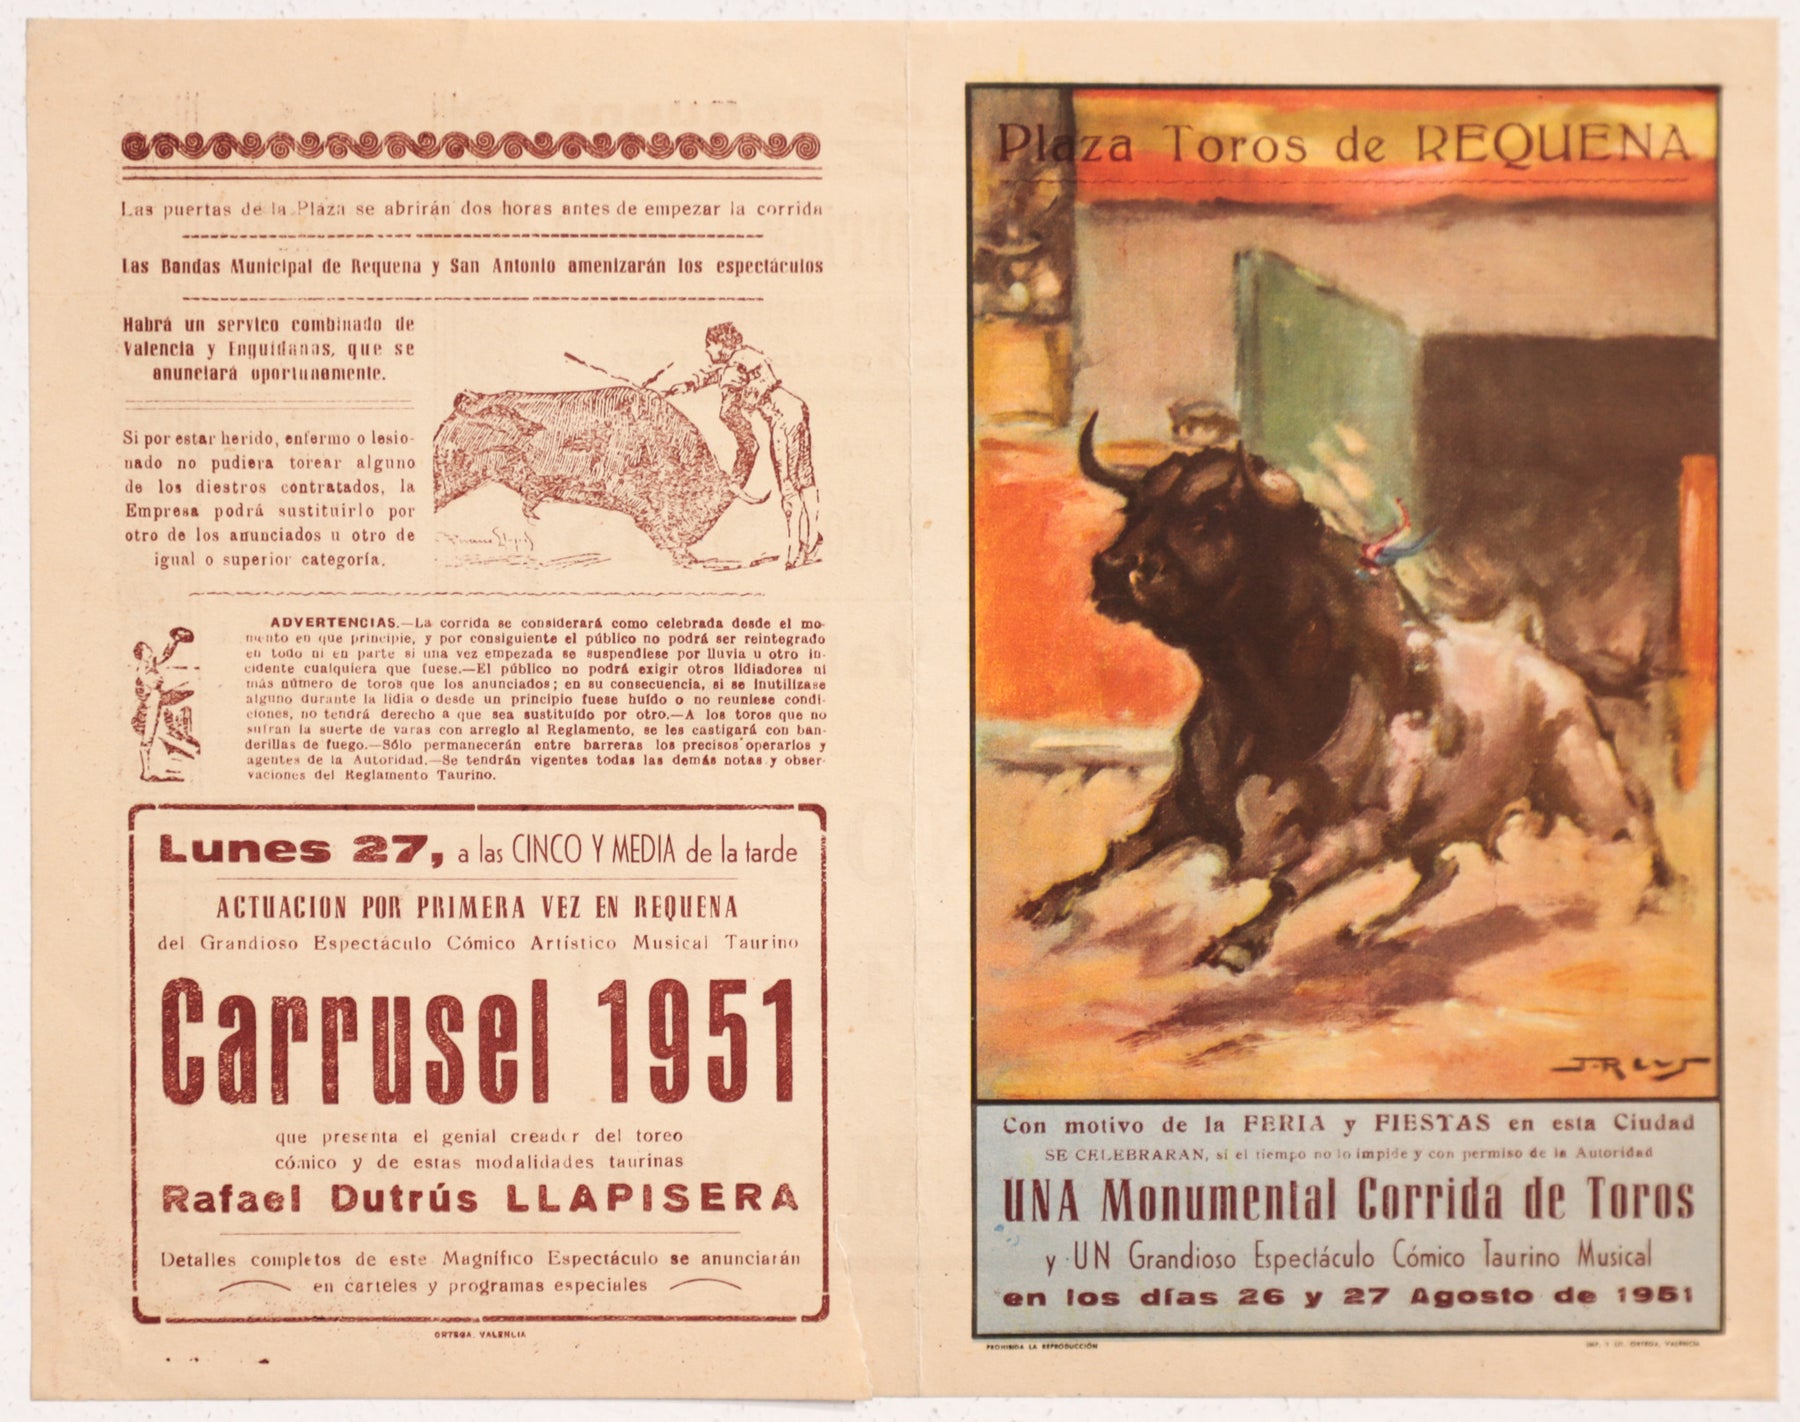 Las puertas de la Plaza se abrirán dos horas antes de empezar la corrida
Las Bandas Municipal de Requena y San Antonio amenizarán los espectáculos
Habrá un servico combinado de
Valencia y Enguídanas, que se
anunciará oportunamente.
Si por estar herido, enfermo o lesio-
nado no pudiera torear alguno
de los diestros contratados, la
Empresa podrá sustituirlo por
otro de los anunciados u otro de
igual o superior categoría.
ADVERTENCIAS.—La corrida se considerará como celebrada desde el mo-
mento en que principie, y por consiguiente el público no podrá ser reintegrado
en todo ni en parte si una vez empezada se suspendiese por lluvia u otro in-
cidente cualquiera que fuese.—El público no podrá exigir otros lidiadores ni
más número de toros que los anunciados; en su consecuencia, si se inutilizase
alguno durante la lidia o desde un principio fuese huído o no reuniese condi-
ciones, no tendrá derecho a que sea sustituído por otro.—A los toros que no
sufran la suerte de varas con arreglo al Reglamento, se les castigará con ban-
derillas de fuego.—Sólo permanecerán entre barreras los precisos operarios y
agentes de la Autoridad.—Se tendrán vigentes todas las demás notas y obser-
vaciones del Reglamento Taurino.
Lunes 27, a las CINCO Y MEDIA de la tarde
ACTUACION POR PRIMERA VEZ EN REQUENA
del Grandioso Espectáculo Cómico Artístico Musical Taurino
Carrusel 1951
que presenta el genial creador del toreo
cómico y de estas modalidades taurinas
Rafael Dutrús LLAPISERA
Detalles completos de este Magnífico Espectáculo se anunciarán
en carteles y programas especiales
ORTEGA. VALENCIA
Plaza Toros de REQUENA
J. REUS
Con motivo de la FERIA y FIESTAS en esta Ciudad
SE CELEBRARAN, si el tiempo no lo impide y con permiso de la Autoridad
UNA Monumental Corrida de Toros
y UN Grandioso Espectáculo Cómico Taurino Musical
en los días 26 y 27 Agosto de 1951
PROHIBIDA LA REPRODUCCIÓN
IMP. Y LIT. ORTEGA, VALENCIA